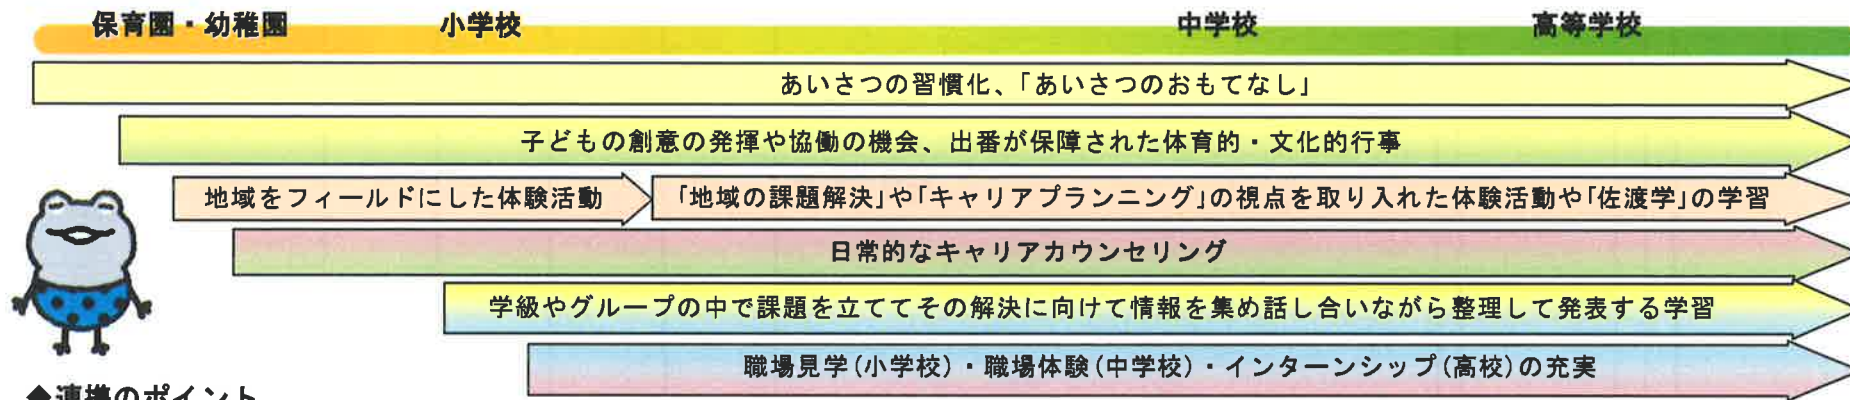 保育園・幼稚園 小学校 中学校 高等学校
あいさつの習慣化、「あいさつのおもてなし」
子どもの創意の発揮や協働の機会、出番が保障された体育的・文化的行事
地域をフィールドにした体験活動 「地域の課題解決」や「キャリアプランニング」の視点を取り入れた体験活動や「佐渡学」の学習
日常的なキャリアカウンセリング
学級やグループの中で課題を立ててその解決に向けて情報を集め話し合いながら整理して発表する学習
職場見学(小学校)・職場体験(中学校)・インターンシップ(高校)の充実
◆連携のポイント